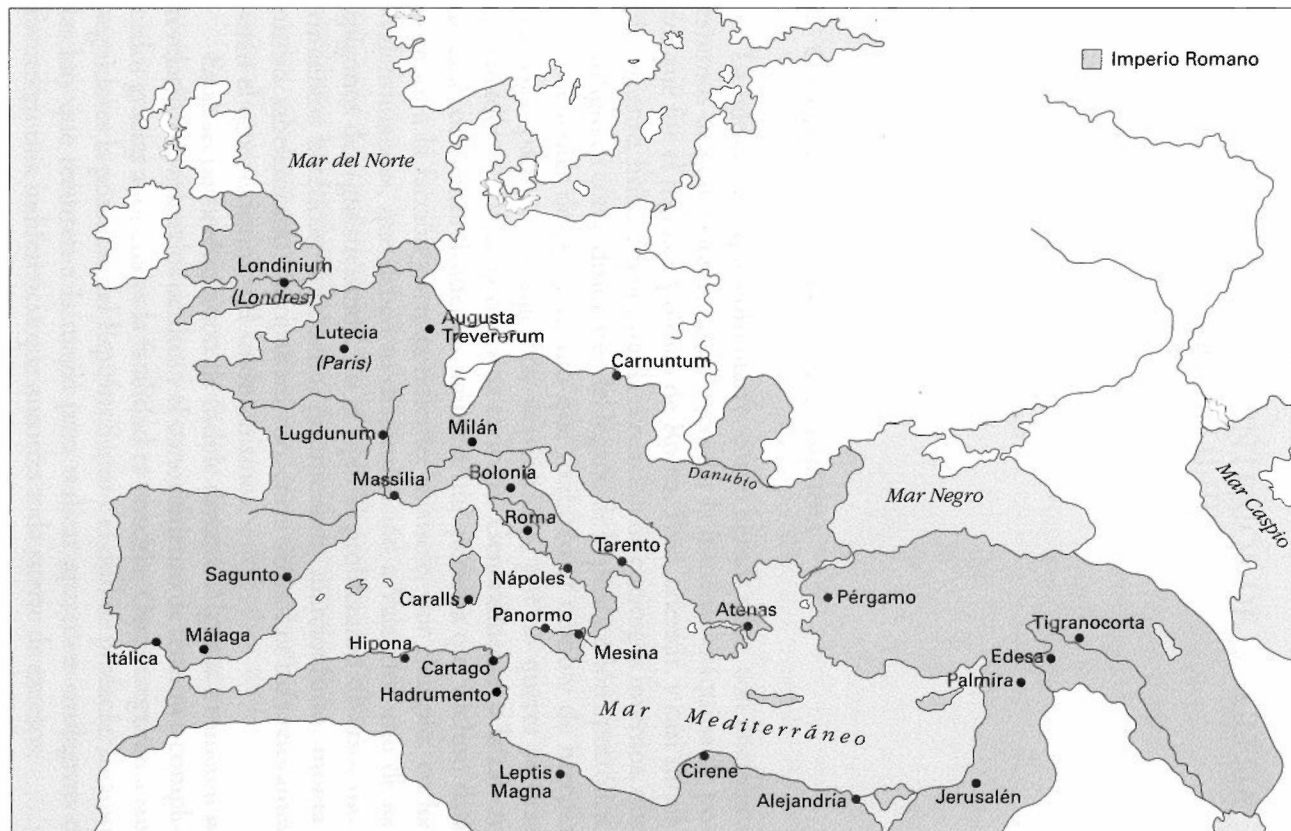 Imperio Romano
Mar del Norte
Londinium
(Londres)
Augusta
Treverorum
Lutecia
(París)
Carnuntum
Lugdunum
Milán
Massília
Bolonia
Danubio
Mar Negro
Mar Caspio
Roma
Tarento
Sagunto
Nápoles
Caralls
Panormo
Atenas
Pérgamo
Tigranocorta
Málaga
Itálica
Hipona
Mesina
Edesa
Cartago
Palmira
Hadrumento
Mar Mediterráneo
Leptis
Magna
Cirene
Alejandría
Jerusalén